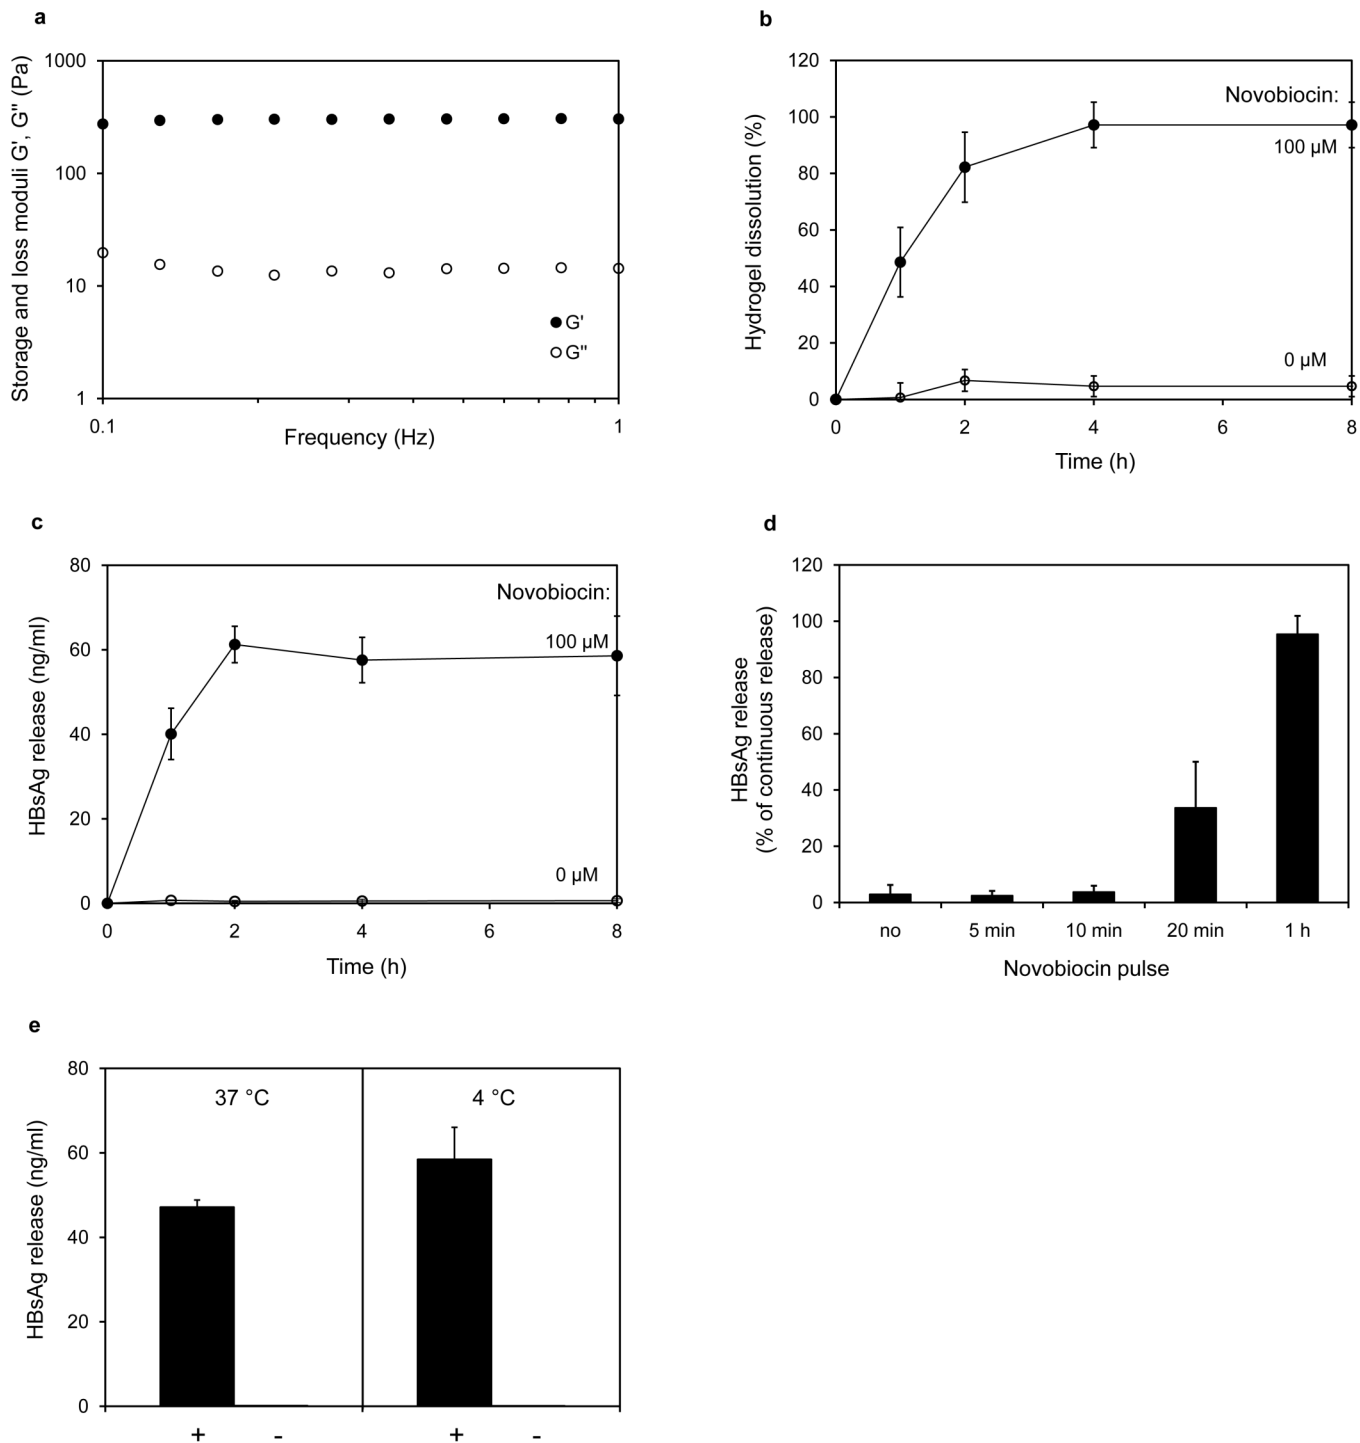 a
Storage and loss moduli G', G" (Pa)
1000
100
10
1
0.1
1
Frequency (Hz)
G'
G"
b
Hydrogel dissolution (%)
120
100
80
60
40
20
0
0
2
4
6
8
Time (h)
Novobiocin:
100 µM
0 µM
c
HBsAg release (ng/ml)
80
60
40
20
0
0
2
4
6
8
Time (h)
Novobiocin:
100 µM
0 µM
d
HBsAg release
(% of continuous release)
120
100
80
60
40
20
0
no
5 min
10 min
20 min
1 h
Novobiocin pulse
e
HBsAg release (ng/ml)
80
60
40
20
0
37 °C
4 °C
+
-
+
-